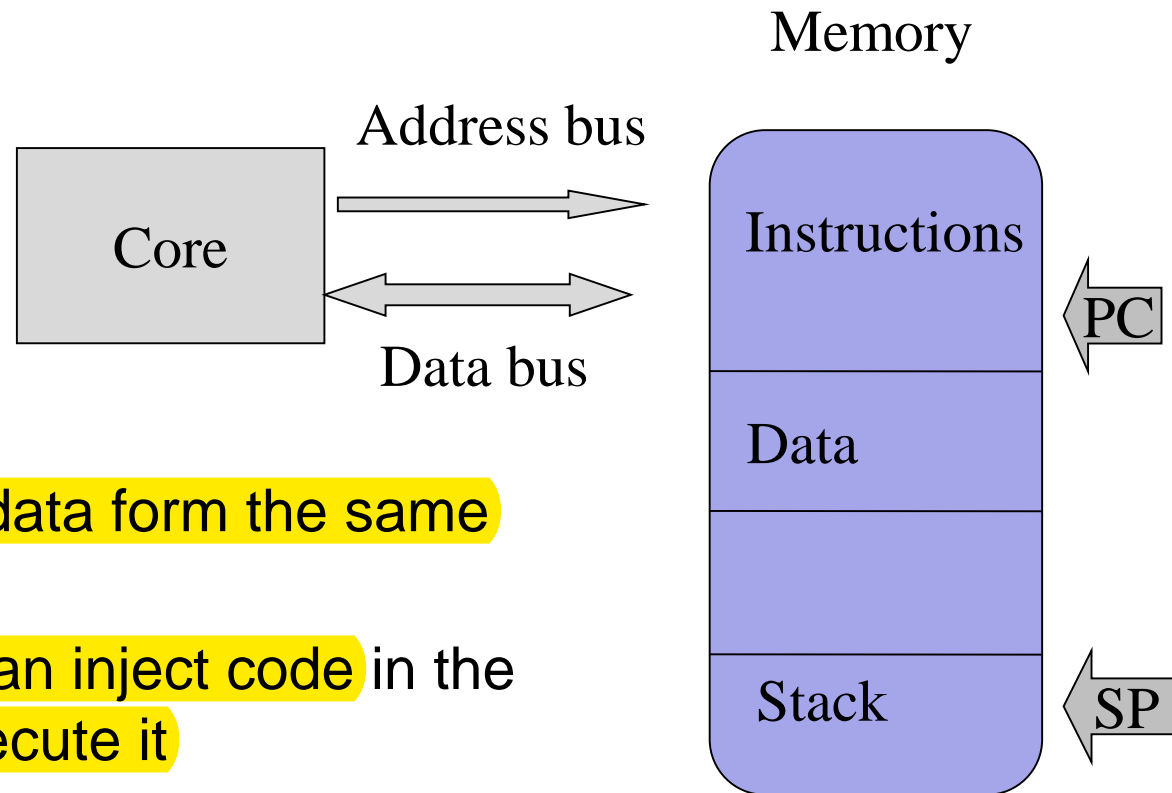 Memory
Address bus
Core
Instructions
PC
Data bus
Data
data form the same
an inject code in the
Stack
SP
ecute it